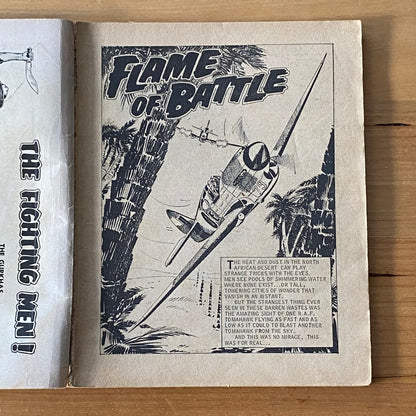 THE FIGHTING MEN!
THE GURKHAS
FLAME
OF BATTLE
THE HEAT AND DUST IN THE NORTH
AFRICAN DESERT CAN PLAY
STRANGE TRICKS WITH THE EYES.
MEN SEE POOLS OF SHIMMERING WATER
WHERE NONE EXIST...OR TALL,
TOWERING CITIES OF WONDER THAT
VANISH IN AN INSTANT.
BUT THE STRANGEST THING EVER
SEEN IN THESE BARREN WASTES WAS
THE AMAZING SIGHT OF ONE R.A.F.
TOMAHAWK FLYING AS FAST AND AS
LOW AS IT COULD TO BLAST ANOTHER
TOMAHAWK FROM THE SKY.
AND THIS WAS NO MIRAGE, THIS
WAS FOR REAL...